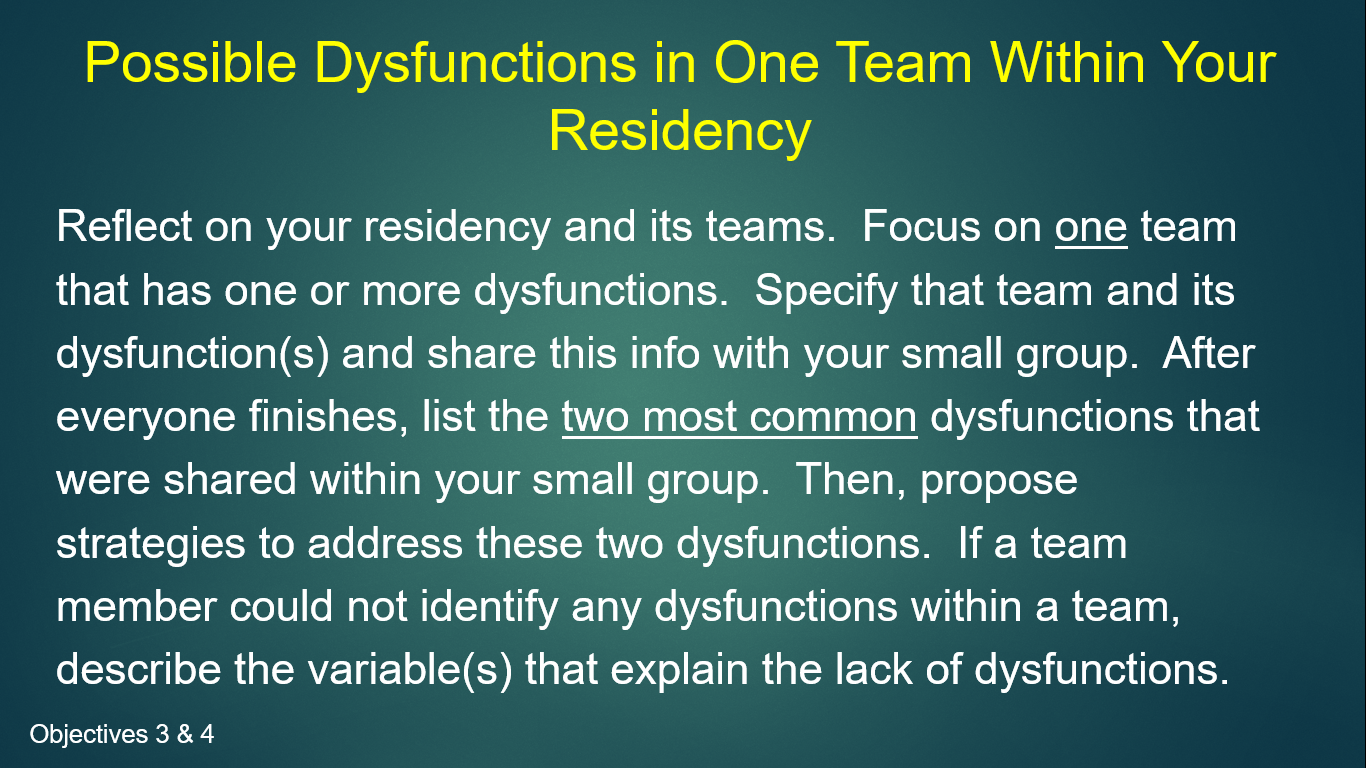 Possible Dysfunctions in One Team Within Your
Residency
Reflect on your residency and its teams.  Focus on one team
that has one or more dysfunctions.  Specify that team and its
dysfunction(s) and share this info with your small group.  After
everyone finishes, list the two most common dysfunctions that
were shared within your small group.  Then, propose
strategies to address these two dysfunctions.  If a team
member could not identify any dysfunctions within a team,
describe the variable(s) that explain the lack of dysfunctions.
Objectives 3 & 4